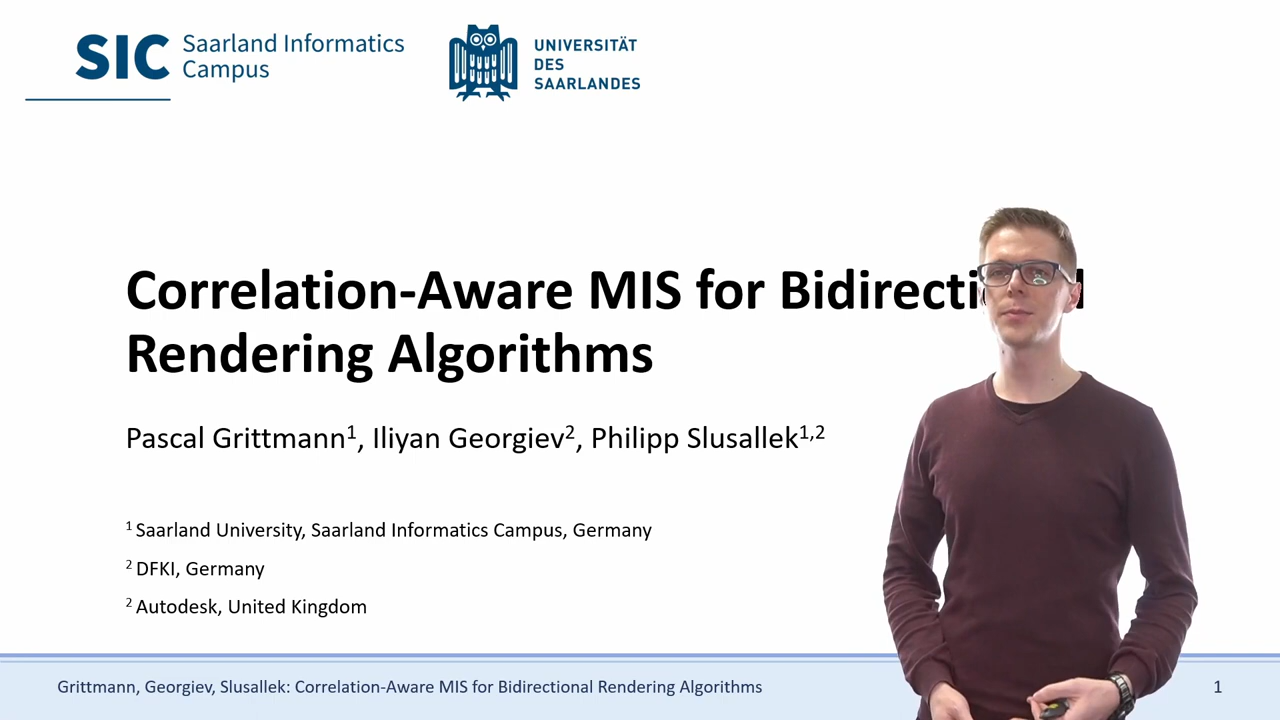 SIC Saarland Informatics
Campus
UNIVERSITÄT
DES
SAARLANDES
Correlation-Aware MIS for
Rendering Algorithms
Pascal Grittmann¹, Iliyan Georgiev², Philipp Slusallek¹,²
¹ Saarland University, Saarland Informatics Campus, Germany
² DFKI, Germany
² Autodesk, United Kingdom
Grittmann, Georgiev, Slusallek: Correlation-Aware MIS for Bidirectional Rendering Algorithms
1